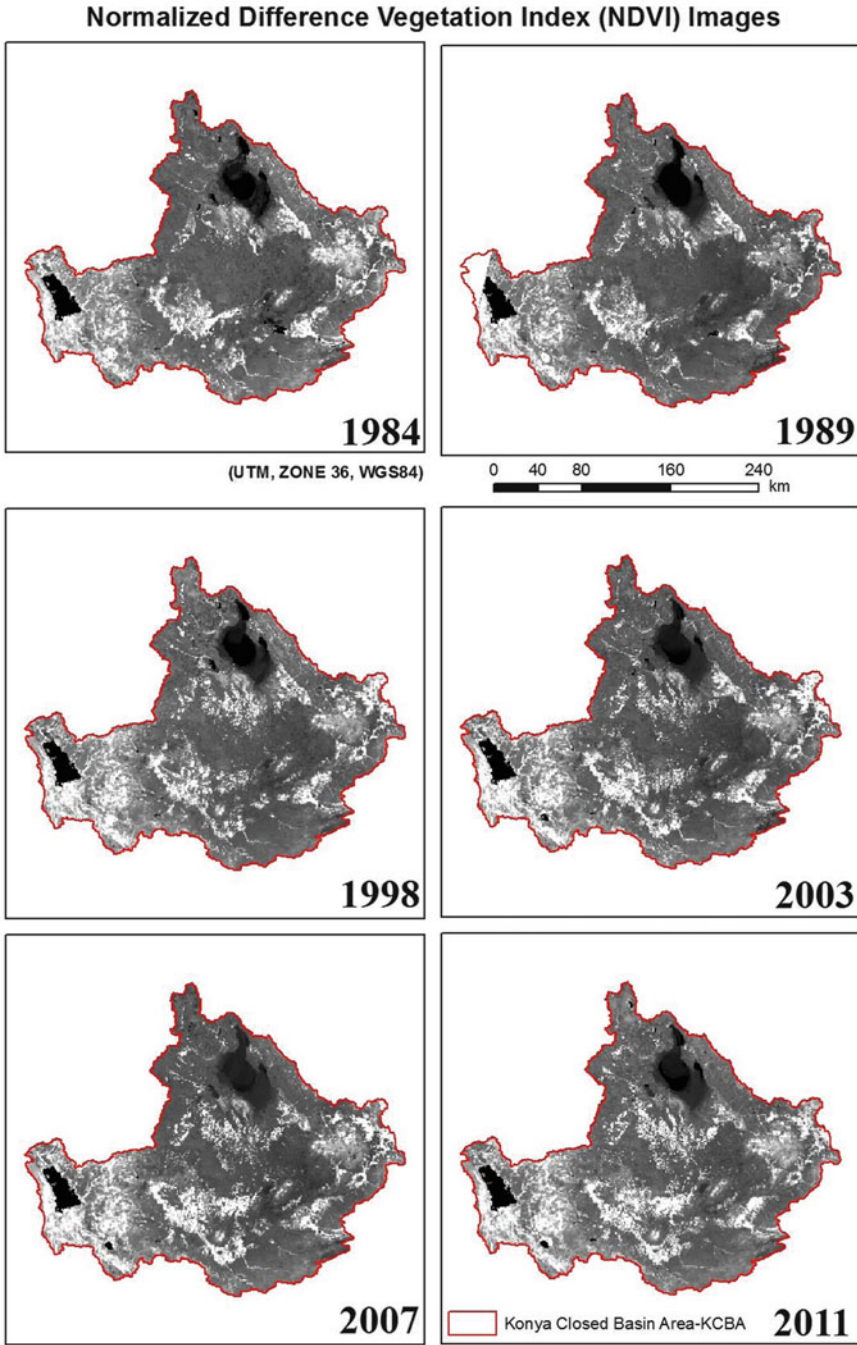 Normalized Difference Vegetation Index (NDVI) Images
1984
1989
(UTM, ZONE 36, WGS84)
0 40 80 160 240
km
1998
2003
2007
Konya Closed Basin Area-KCBA
2011